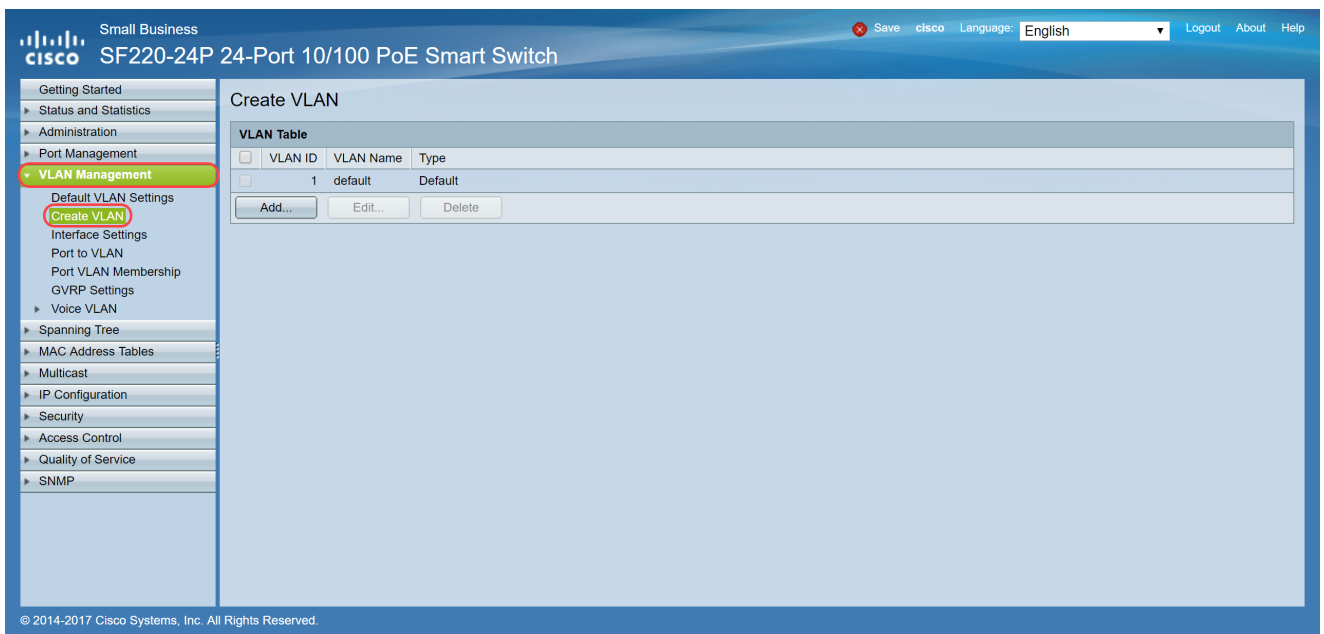 Small Business
cisco
SF220-24P 24-Port 10/100 PoE Smart Switch
Save cisco Language: English Logout About Help
Getting Started
Status and Statistics
Administration
Port Management
VLAN Management
Default VLAN Settings
Create VLAN
Interface Settings
Port to VLAN
Port VLAN Membership
GVRP Settings
Voice VLAN
Spanning Tree
MAC Address Tables
Multicast
IP Configuration
Security
Access Control
Quality of Service
SNMP
Create VLAN
VLAN Table
VLAN ID VLAN Name Type
1 default Default
Add... Edit... Delete
© 2014-2017 Cisco Systems, Inc. All Rights Reserved.